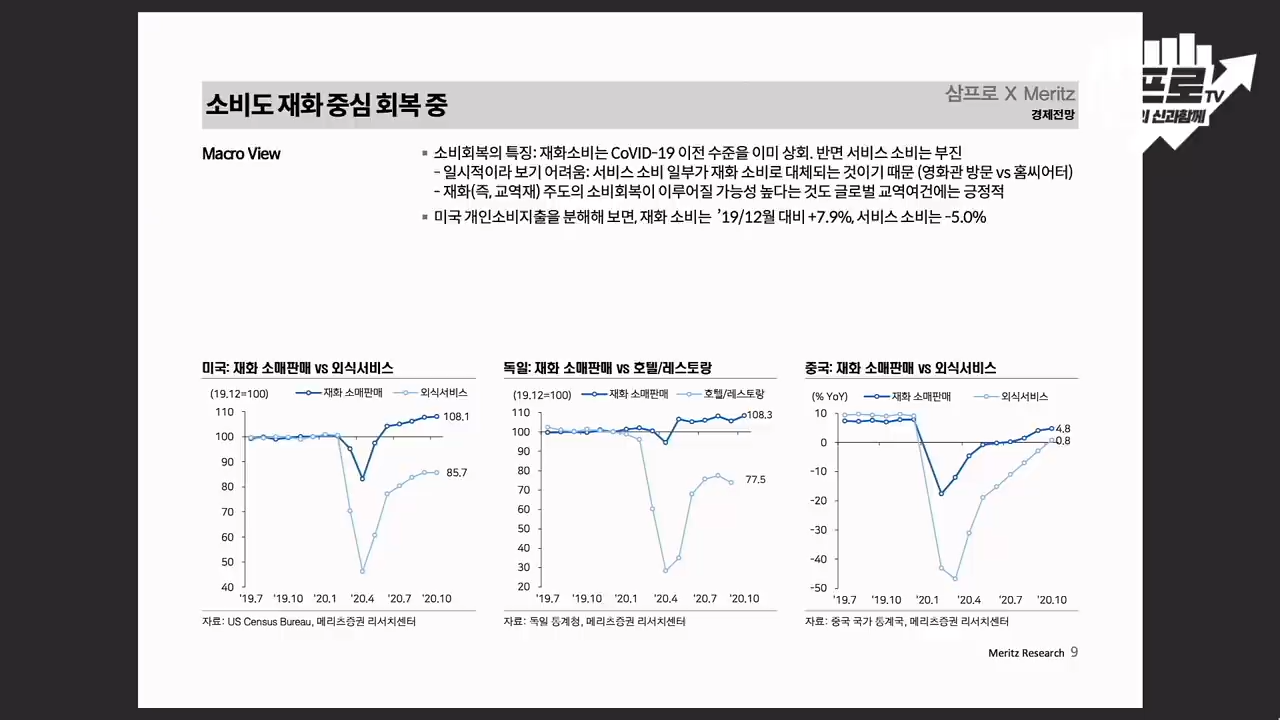 소비도 재화 중심 회복 중
삼프로 X Meritz
경제전망
프로TV
신과함께
Macro View
▪ 소비회복의 특징: 재화소비는 CoVID-19 이전 수준을 이미 상회. 반면 서비스 소비는 부진
- 일시적이라 보기 어려움: 서비스 소비 일부가 재화 소비로 대체되는 것이기 때문 (영화관 방문 vs 홈씨어터)
- 재화(즉, 교역재) 주도의 소비회복이 이루어질 가능성 높다는 것도 글로벌 교역여건에는 긍정적
▪ 미국 개인소비지출을 분해해 보면, 재화 소비는 ’19/12월 대비 +7.9%, 서비스 소비는 -5.0%
미국: 재화 소매판매 vs 외식서비스
(19.12=100)
재화 소매판매
외식서비스
110
100
90
80
70
60
50
40
108.1
85.7
'19.7 '19.10 '20.1 '20.4 '20.7 '20.10
자료: US Census Bureau, 메리츠증권 리서치센터
독일: 재화 소매판매 vs 호텔/레스토랑
(19.12=100)
재화 소매판매
호텔/레스토랑
110
100
90
80
70
60
50
40
30
20
108.3
77.5
'19.7 '19.10 '20.1 '20.4 '20.7 '20.10
자료: 독일 통계청, 메리츠증권 리서치센터
중국: 재화 소매판매 vs 외식서비스
(% YoY)
재화 소매판매
외식서비스
10
0
-10
-20
-30
-40
-50
4.8
0.8
'19.7 '19.10 '20.1 '20.4 '20.7 '20.10
자료: 중국 국가 통계국, 메리츠증권 리서치센터
Meritz Research 9